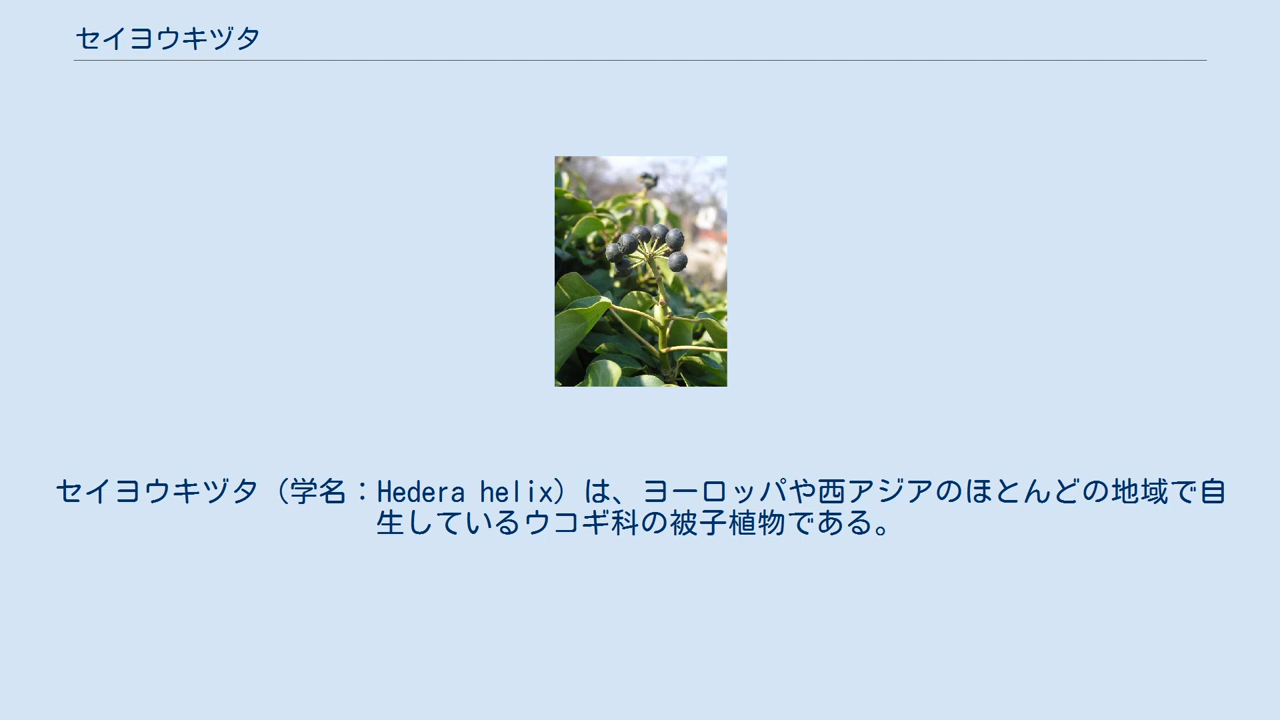 セイヨウキヅタ
セイヨウキヅタ（学名：Hedera helix）は、ヨーロッパや西アジアのほとんどの地域で自
生しているウコギ科の被子植物である。